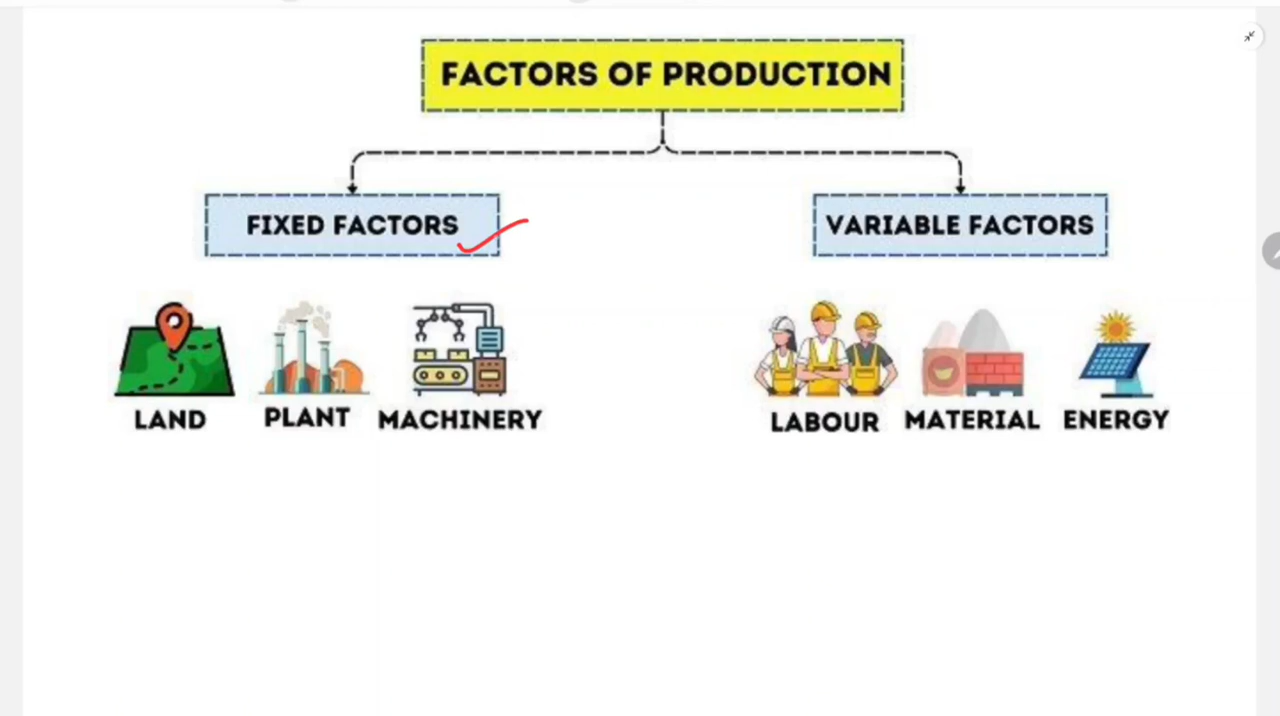 FACTORS OF PRODUCTION
FIXED FACTORS
VARIABLE FACTORS
LAND
PLANT
MACHINERY
LABOUR
MATERIAL
ENERGY